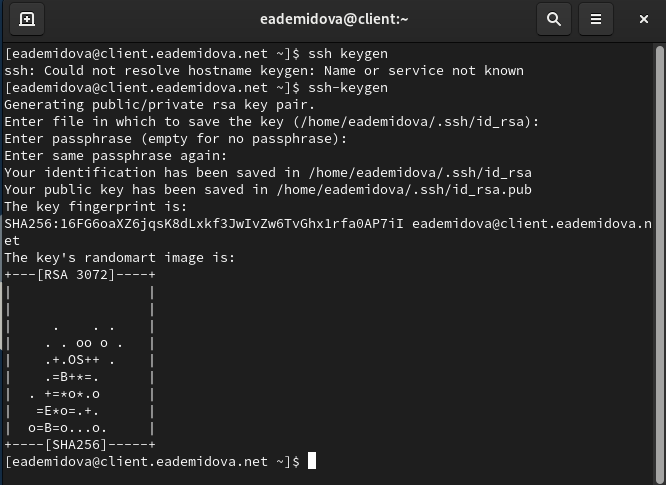 eademidova@client:~
[eademidova@client.eademidova.net ~]$ ssh keygen
ssh: Could not resolve hostname keygen: Name or service not known
[eademidova@client.eademidova.net ~]$ ssh-keygen
Generating public/private rsa key pair.
Enter file in which to save the key (/home/eademidova/.ssh/id_rsa):
Enter passphrase (empty for no passphrase):
Enter same passphrase again:
Your identification has been saved in /home/eademidova/.ssh/id_rsa
Your public key has been saved in /home/eademidova/.ssh/id_rsa.pub
The key fingerprint is:
SHA256:16FG6oaXZ6jqsK8dLxkf3JwIvZw6TvGhx1rfa0AP7iI eademidova@client.eademidova.n
et
The key's randomart image is:
+---[RSA 3072]----+
|                 |
|                 |
|     .    . .    |
|    . . oo o .   |
|    .+.OS++ .    |
|    .=B+*=.      |
|  . +=*o*.o      |
|   =E*o=.+.      |
|  o=B=o...o.     |
+----[SHA256]-----+
[eademidova@client.eademidova.net ~]$